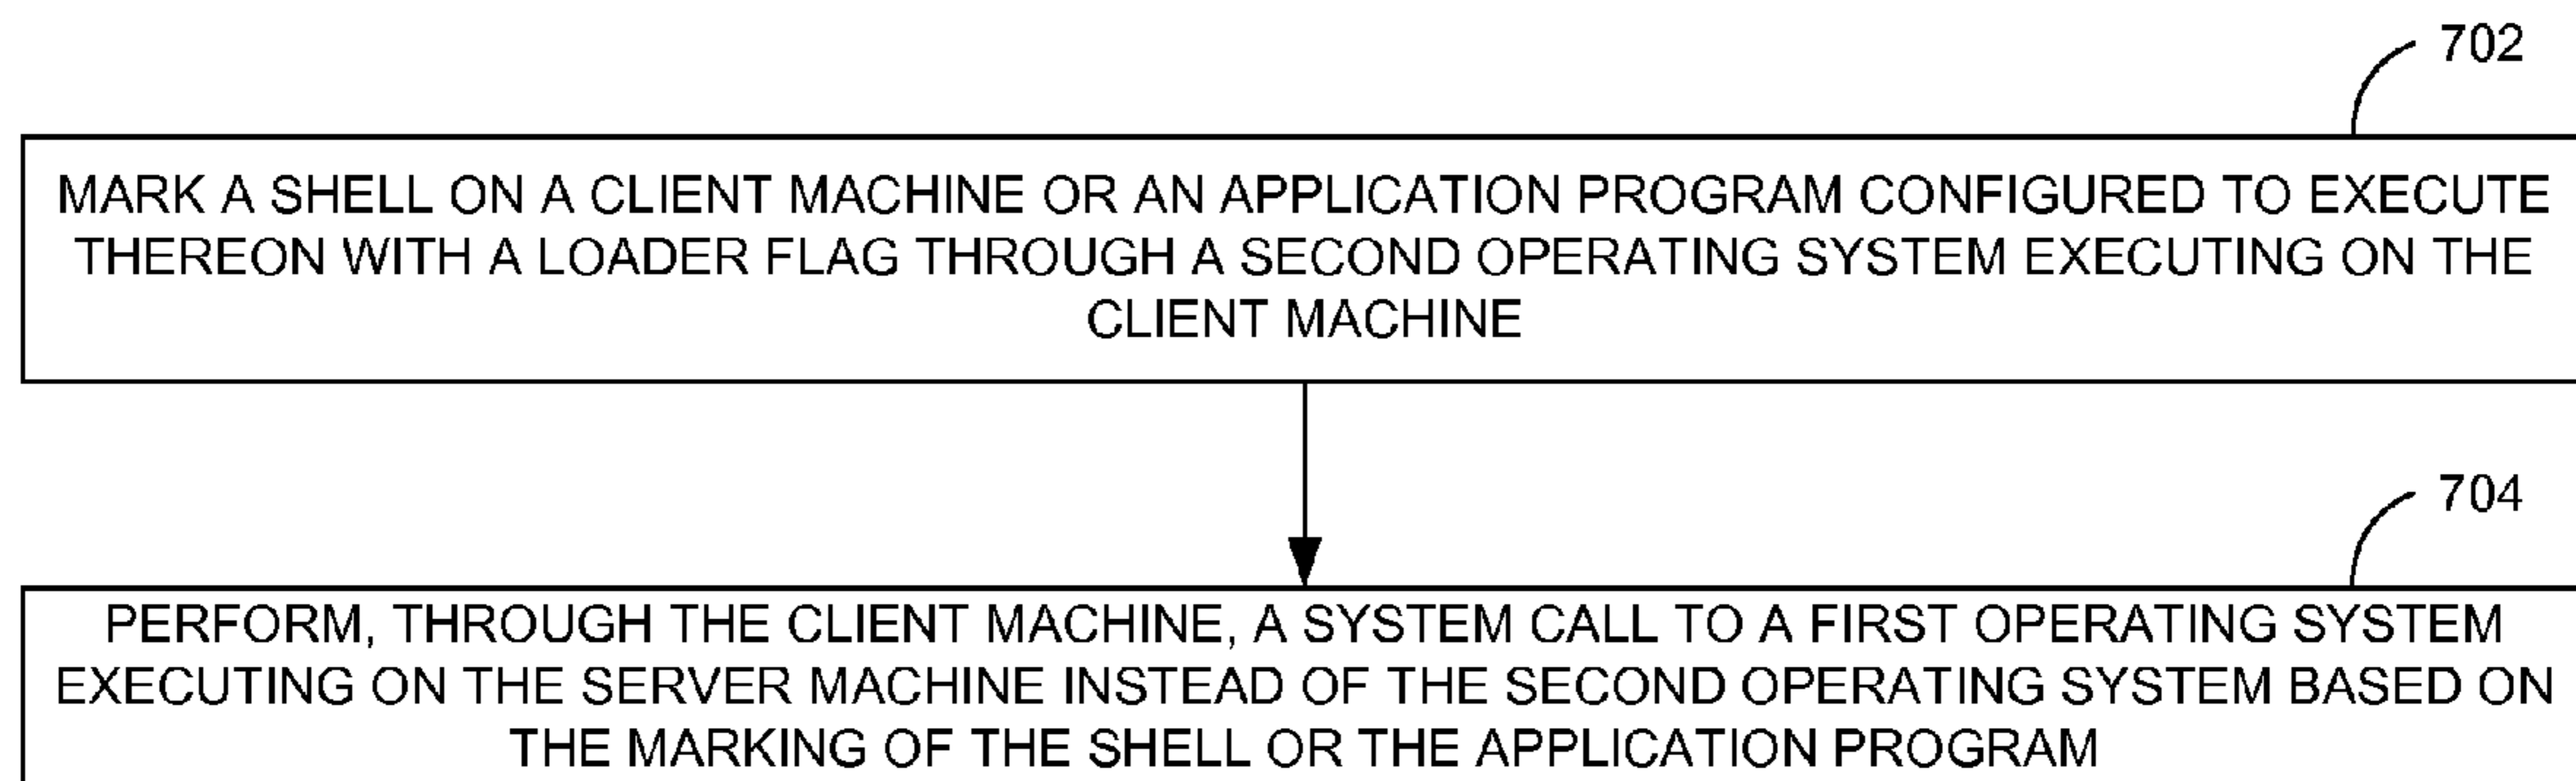 702
MARK A SHELL ON A CLIENT MACHINE OR AN APPLICATION PROGRAM CONFIGURED TO EXECUTE
THEREON WITH A LOADER FLAG THROUGH A SECOND OPERATING SYSTEM EXECUTING ON THE
CLIENT MACHINE
704
PERFORM, THROUGH THE CLIENT MACHINE, A SYSTEM CALL TO A FIRST OPERATING SYSTEM
EXECUTING ON THE SERVER MACHINE INSTEAD OF THE SECOND OPERATING SYSTEM BASED ON
THE MARKING OF THE SHELL OR THE APPLICATION PROGRAM